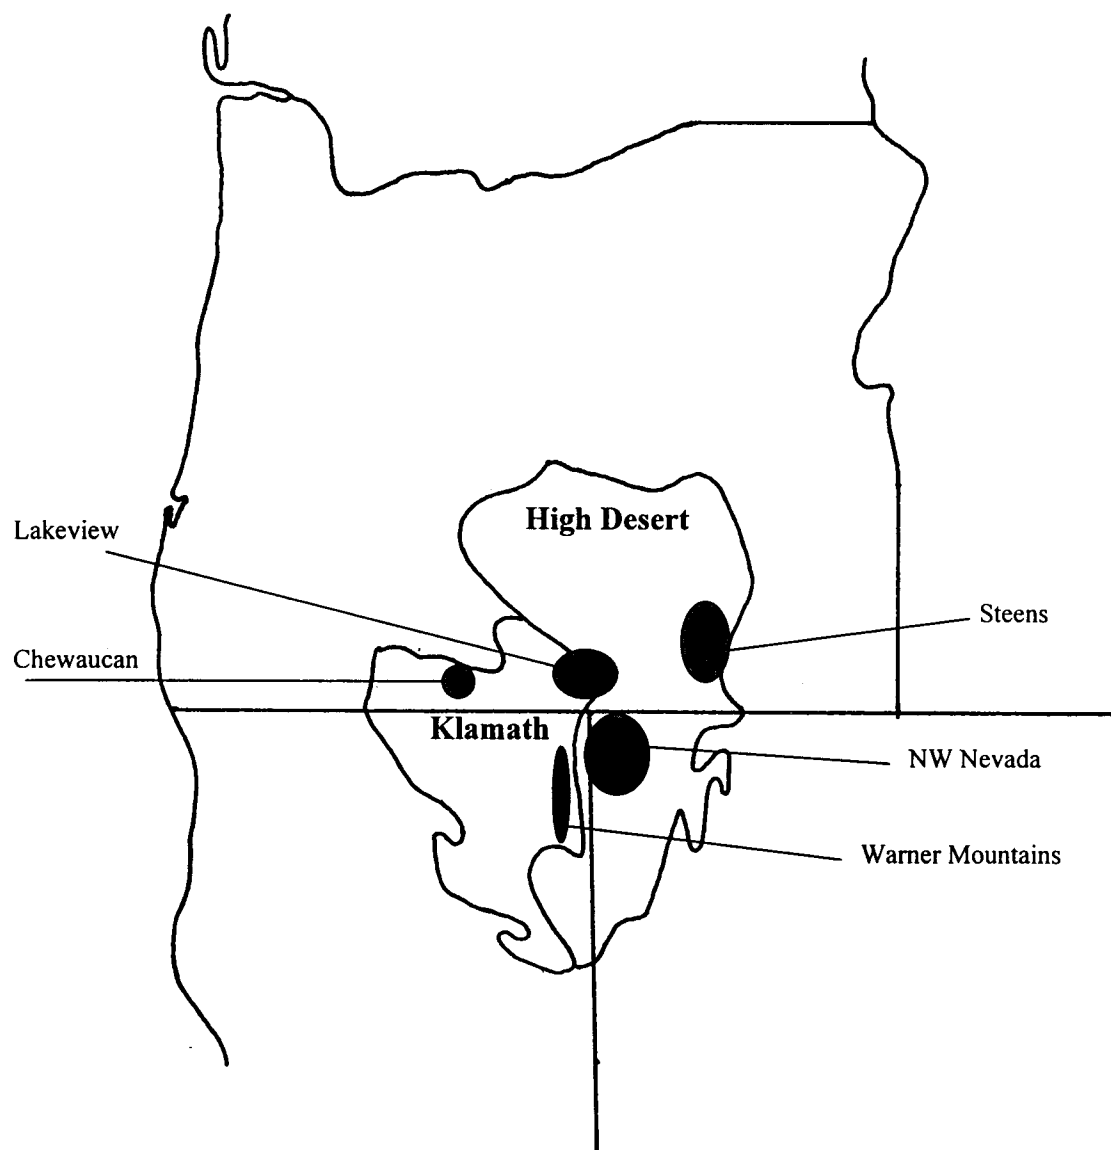 High Desert
Lakeview
Steens
Chewaucan
Klamath
NW Nevada
Warner Mountains